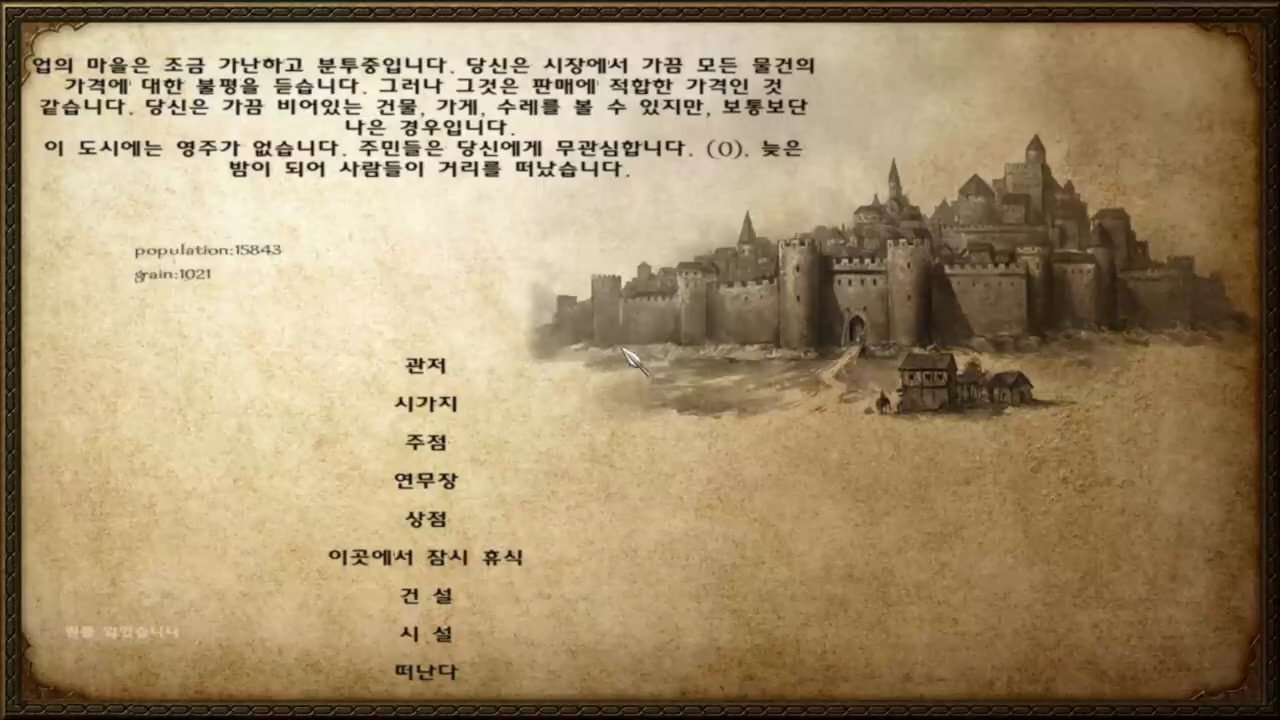 업의 마을은 조금 가난하고 분투중입니다. 당신은 시장에서 가끔 모든 물건의
가격에 대한 불평을 듣습니다. 그러나 그것은 판매에 적합한 가격인 것
같습니다. 당신은 가끔 비어있는 건물, 가게, 수레를 볼 수 있지만, 보통보단
나은 경우입니다.
이 도시에는 영주가 없습니다. 주민들은 당신에게 무관심합니다. (0). 늦은
밤이 되어 사람들이 거리를 떠났습니다.
population:15843
grain:1021
관저
시가지
주점
연무장
상점
이곳에서 잠시 휴식
건 설
시 설
떠난다